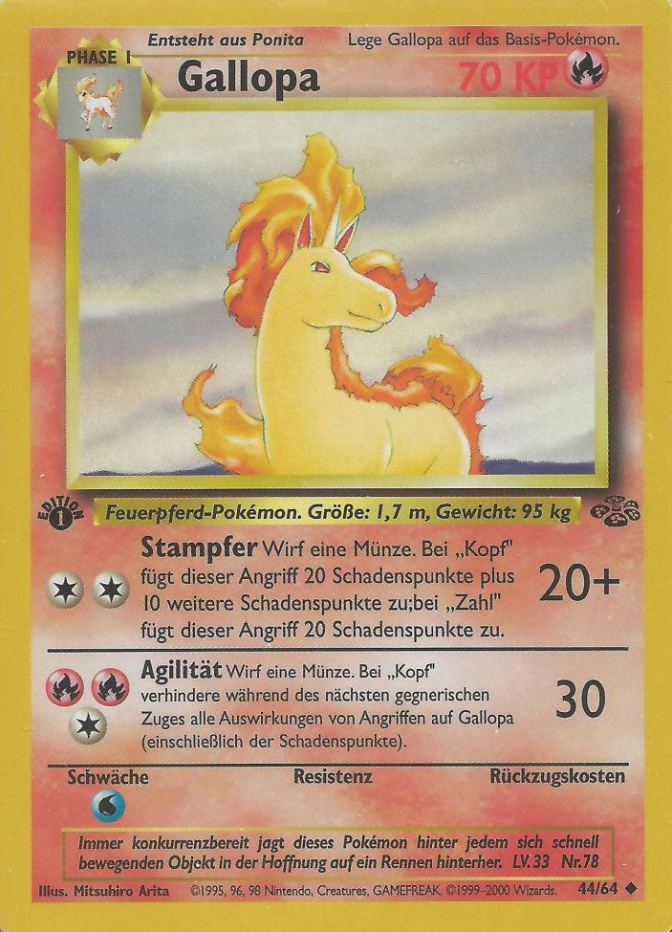 Entsteht aus Ponita
Lege Gallopa auf das Basis-Pokémon.
PHASE 1
Gallopa
70 KP
EDITION
1
Feuerpferd-Pokémon. Größe: 1,7 m, Gewicht: 95 kg
Stampfer Wirf eine Münze. Bei „Kopf"
fügt dieser Angriff 20 Schadenspunkte plus
10 weitere Schadenspunkte zu;bei „Zahl"
fügt dieser Angriff 20 Schadenspunkte zu.
20+
Agilität Wirf eine Münze. Bei „Kopf"
verhindere während des nächsten gegnerischen
Zuges alle Auswirkungen von Angriffen auf Gallopa
(einschließlich der Schadenspunkte).
30
Schwäche Resistenz Rückzugskosten
Immer konkurrenzbereit jagt dieses Pokémon hinter jedem sich schnell
bewegenden Objekt in der Hoffnung auf ein Rennen hinterher. LV.33 Nr.78
Illus. Mitsuhiro Arita ©1995, 96, 98 Nintendo, Creatures, GAMEFREAK. ©1999-2000 Wizards. 44/64